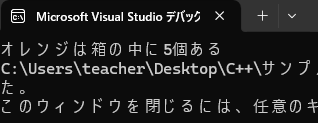 Microsoft Visual Studio デバッグ
オレンジは箱の中に5個ある
C:\Users\teacher\Desktop\C++\サンプ
た。
このウィンドウを閉じるには、任意のキ